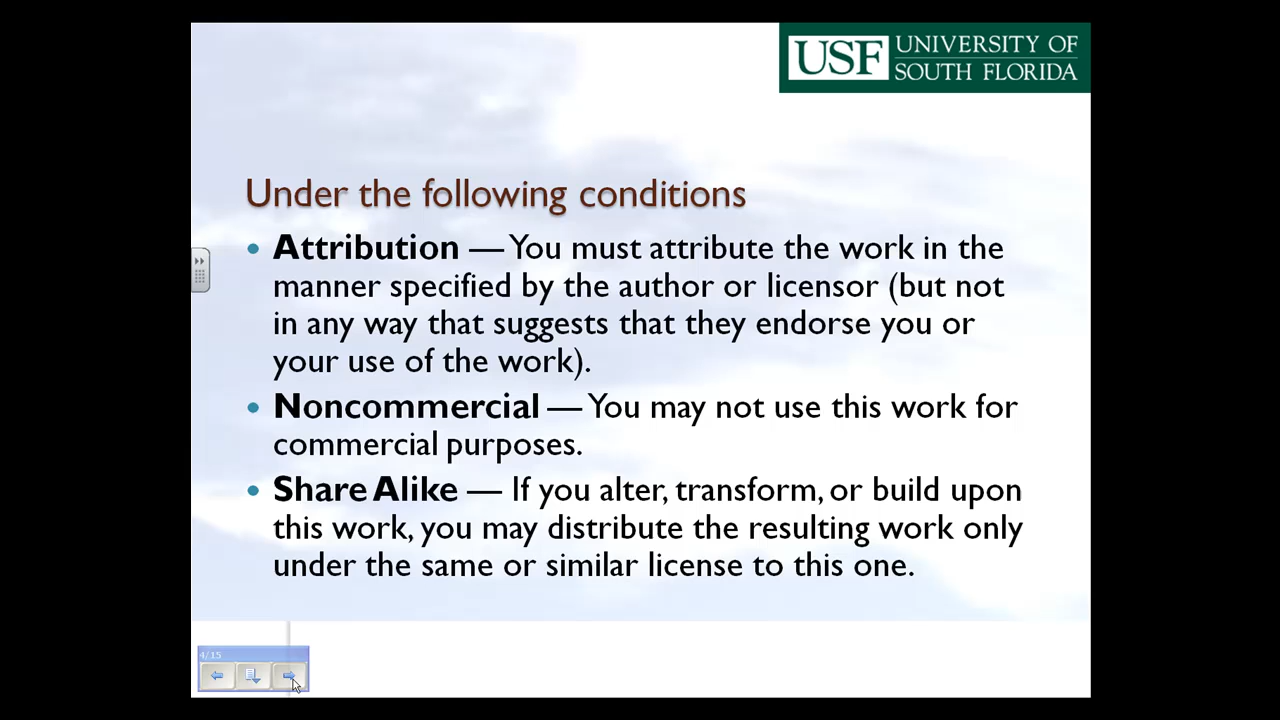 USF UNIVERSITY OF
SOUTH FLORIDA
Under the following conditions
• Attribution — You must attribute the work in the
manner specified by the author or licensor (but not
in any way that suggests that they endorse you or
your use of the work).
• Noncommercial — You may not use this work for
commercial purposes.
• Share Alike — If you alter, transform, or build upon
this work, you may distribute the resulting work only
under the same or similar license to this one.
4/15